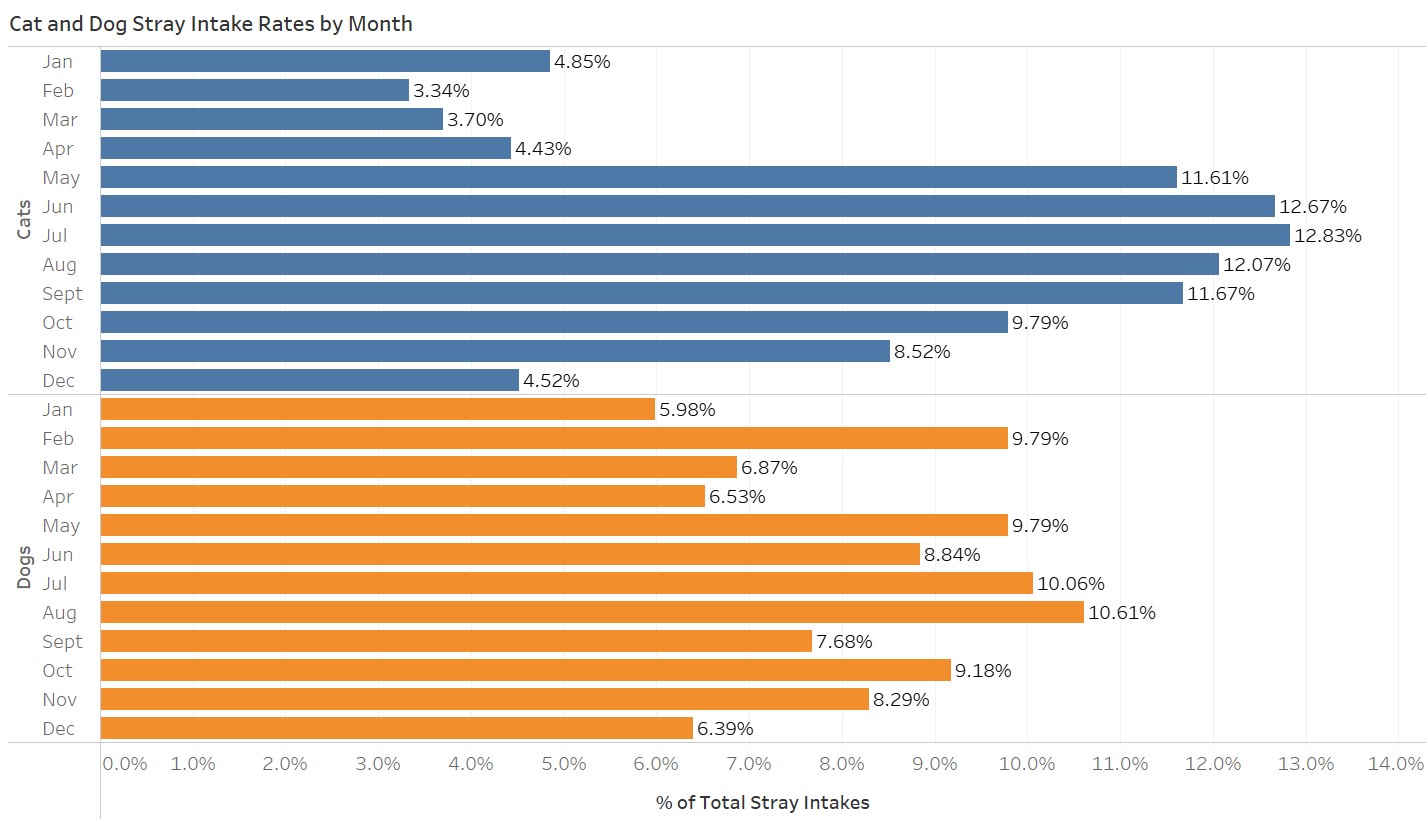 Cat and Dog Stray Intake Rates by Month
Cats
Jan 4.85%
Feb 3.34%
Mar 3.70%
Apr 4.43%
May 11.61%
Jun 12.67%
Jul 12.83%
Aug 12.07%
Sept 11.67%
Oct 9.79%
Nov 8.52%
Dec 4.52%
Dogs
Jan 5.98%
Feb 9.79%
Mar 6.87%
Apr 6.53%
May 9.79%
Jun 8.84%
Jul 10.06%
Aug 10.61%
Sept 7.68%
Oct 9.18%
Nov 8.29%
Dec 6.39%
0.0% 1.0% 2.0% 3.0% 4.0% 5.0% 6.0% 7.0% 8.0% 9.0% 10.0% 11.0% 12.0% 13.0% 14.0%
% of Total Stray Intakes